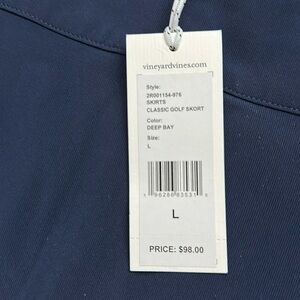 vineyardvines.com
Style:
2R001154-976
SKIRTS
CLASSIC GOLF SKORT
Color:
DEEP BAY
Size:
L
L
PRICE: $98.00